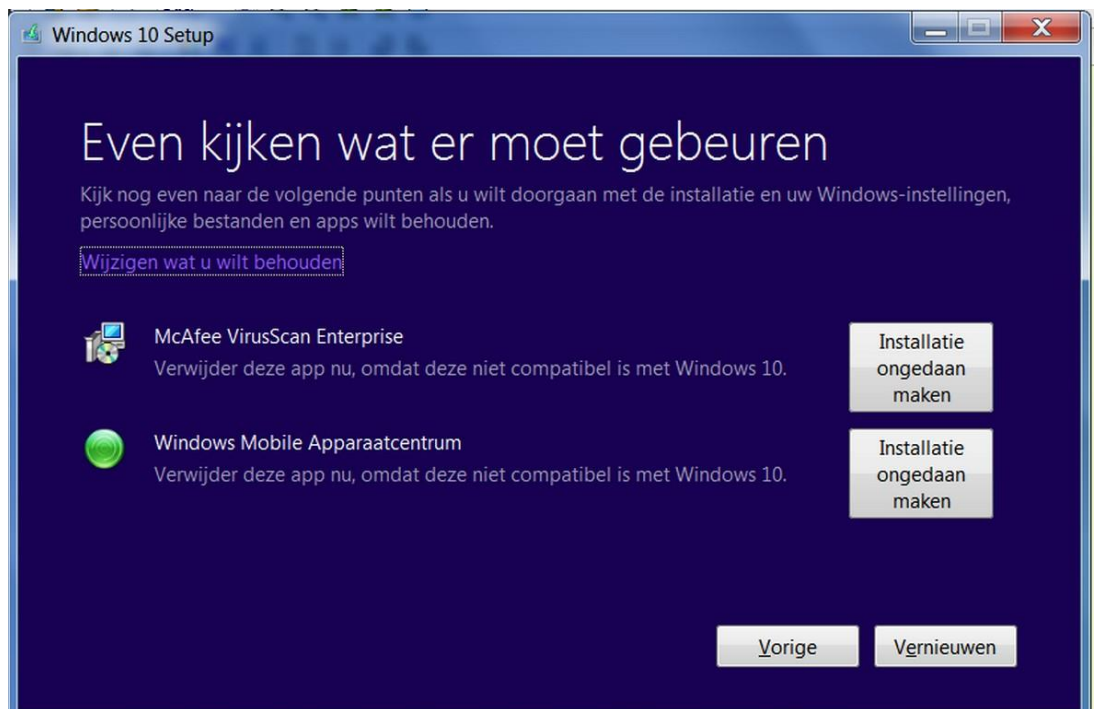 Windows 10 Setup
Even kijken wat er moet gebeuren
Kijk nog even naar de volgende punten als u wilt doorgaan met de installatie en uw Windows-instellingen,
persoonlijke bestanden en apps wilt behouden.
Wijzigen wat u wilt behouden
McAfee VirusScan Enterprise
Verwijder deze app nu, omdat deze niet compatibel is met Windows 10.
Installatie
ongedaan
maken
Windows Mobile Apparaatcentrum
Verwijder deze app nu, omdat deze niet compatibel is met Windows 10.
Installatie
ongedaan
maken
Vorige
Vernieuwen